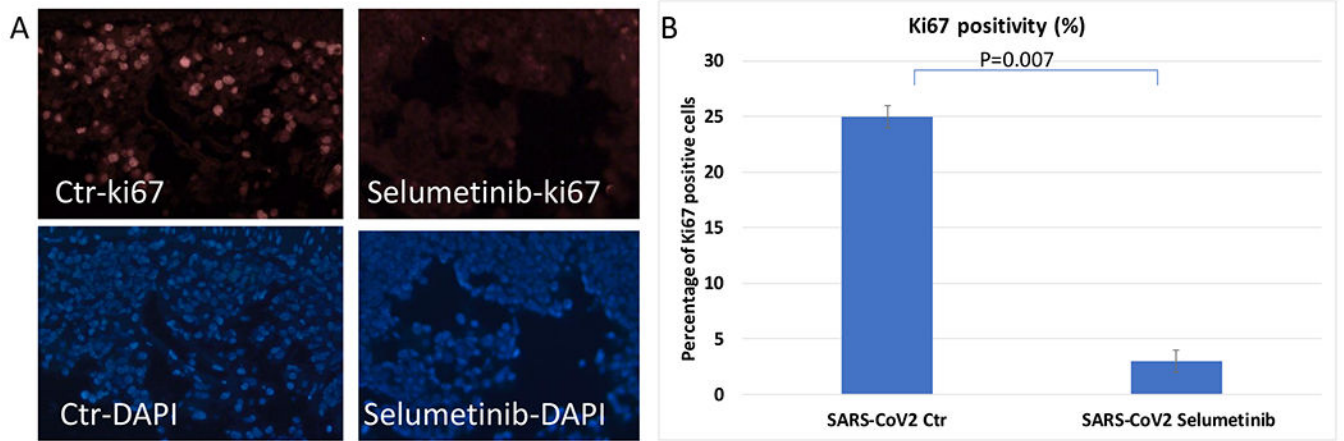 A
Ctr-ki67
Selumetinib-ki67
Ctr-DAPI
Selumetinib-DAPI
B
Ki67 positivity (%)
P=0.007
Percentage of Ki67 positive cells
30
25
20
15
10
5
0
SARS-CoV2 Ctr
SARS-CoV2 Selumetinib